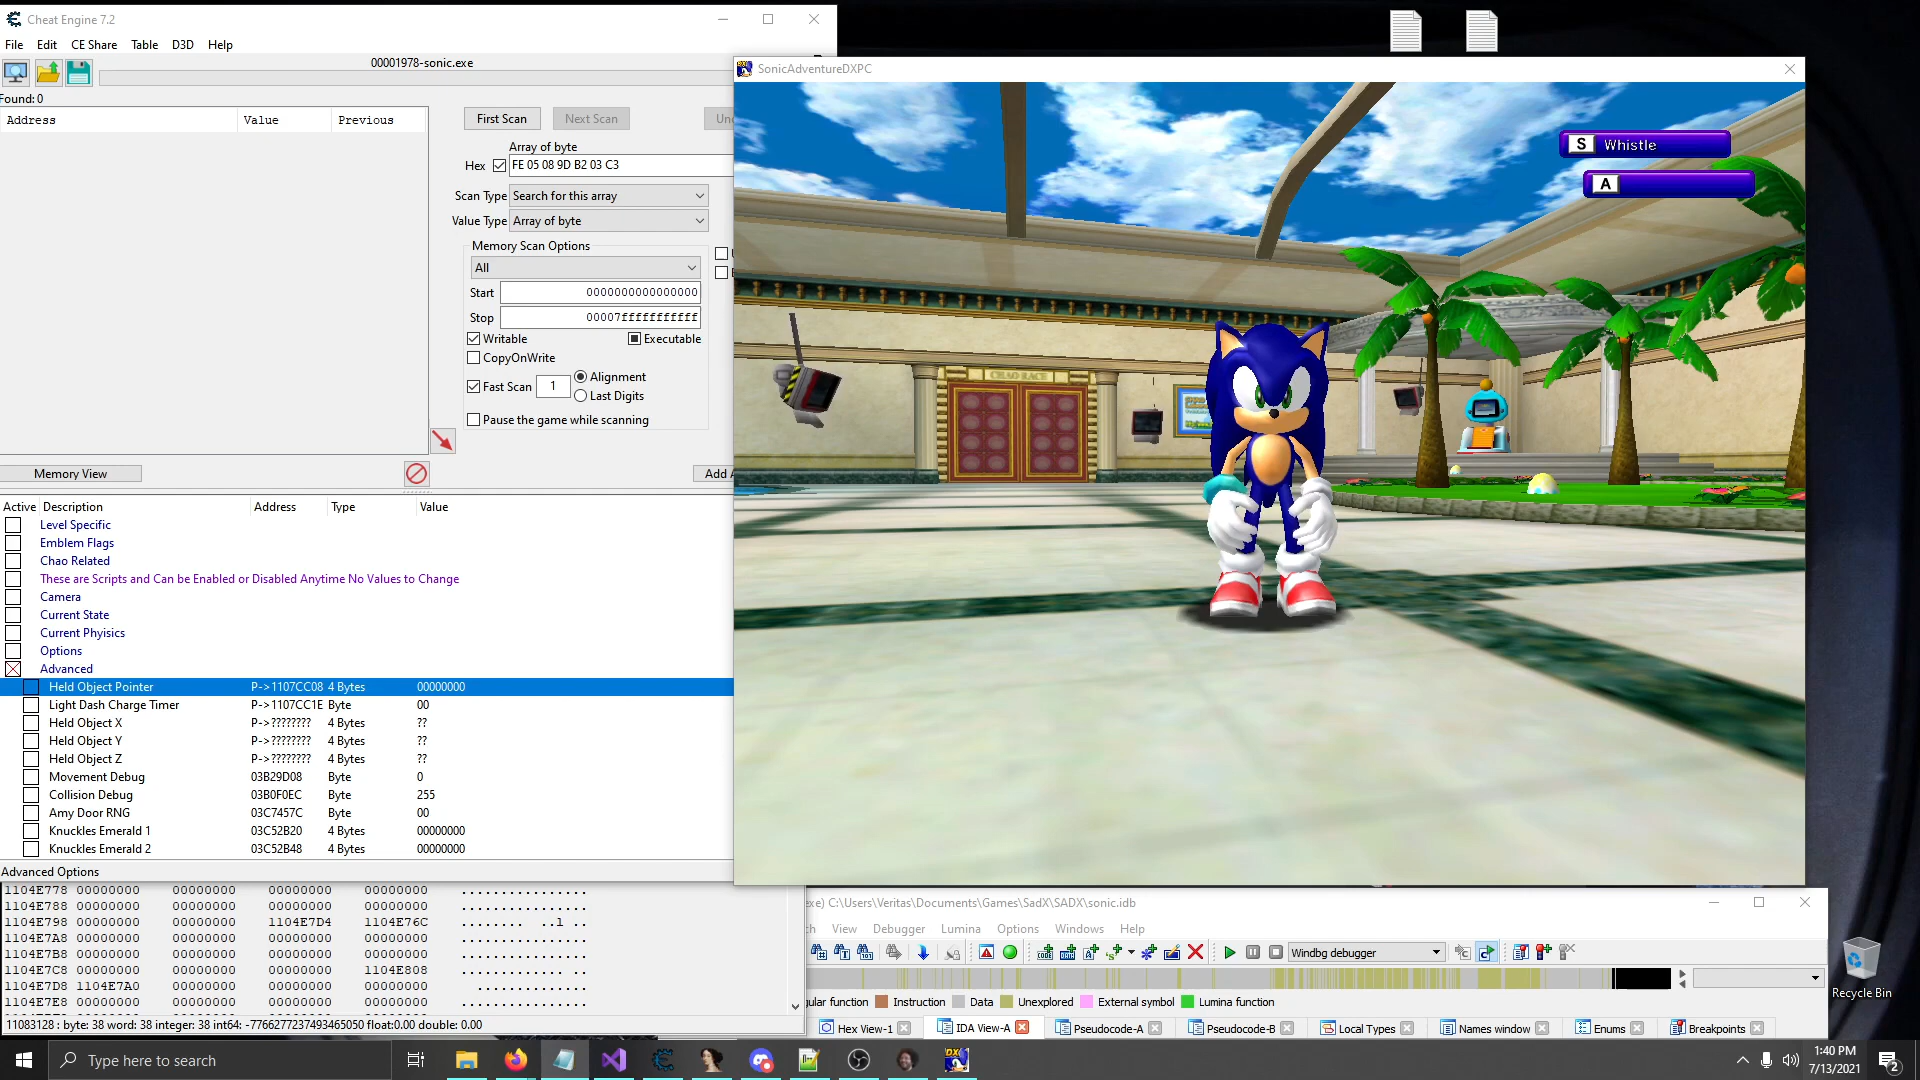 Cheat Engine 7.2
File Edit CE Share Table D3D Help
00001978-sonic.exe
Found: 0
Address Value Previous
First Scan Next Scan
Array of byte
Hex FE 05 08 9D B2 03 C3
Scan Type Search for this array
Value Type Array of byte
Memory Scan Options
All
Start 0000000000000000
Stop 00007fffffffffff
Writable Executable
CopyOnWrite
Fast Scan 1 Alignment
Last Digits
Pause the game while scanning
Memory View Add
Active Description Address Type Value
Level Specific
Emblem Flags
Chao Related
These are Scripts and Can be Enabled or Disabled Anytime No Values to Change
Camera
Current State
Current Phyisics
Options
Advanced
Held Object Pointer P->1107CC08 4 Bytes 00000000
Light Dash Charge Timer P->1107CC1E Byte 00
Held Object X P->???????? 4 Bytes ??
Held Object Y P->???????? 4 Bytes ??
Held Object Z P->???????? 4 Bytes ??
Movement Debug 03B29D08 Byte 0
Collision Debug 03B0F0EC Byte 255
Amy Door RNG 03C7457C Byte 00
Knuckles Emerald 1 03C52B20 4 Bytes 00000000
Knuckles Emerald 2 03C52B48 4 Bytes 00000000
Advanced Options
1104E778 00000000 00000000 00000000 00000000 ................
1104E788 00000000 00000000 00000000 00000000 ................
1104E798 00000000 00000000 1104E7D4 1104E76C ........ ..l ..
1104E7A8 00000000 00000000 00000000 00000000 ................
1104E7B8 00000000 00000000 00000000 00000000 ................
1104E7C8 00000000 00000000 00000000 1104E808 ............ ..
1104E7D8 1104E7A0 00000000 00000000 00000000 ..............
1104E7E8 00000000 00000000 00000000 00000000 ................
11083128 : byte: 38 word: 38 integer: 38 int64: -7766277237493465050 float:0.00 double: 0.00
SonicAdventureDXPC
S Whistle
A
CHAO RACE
exe) C:\Users\Veritas\Documents\Games\SadX\SADX\sonic.idb
ch View Debugger Lumina Options Windows Help
Windbg debugger
gular function Instruction Data Unexplored External symbol Lumina function
Hex View-1 IDA View-A Pseudocode-A Pseudocode-B Local Types Names window Enums Breakpoints
Recycle Bin
Type here to search
DX
1:40 PM
7/13/2021
2